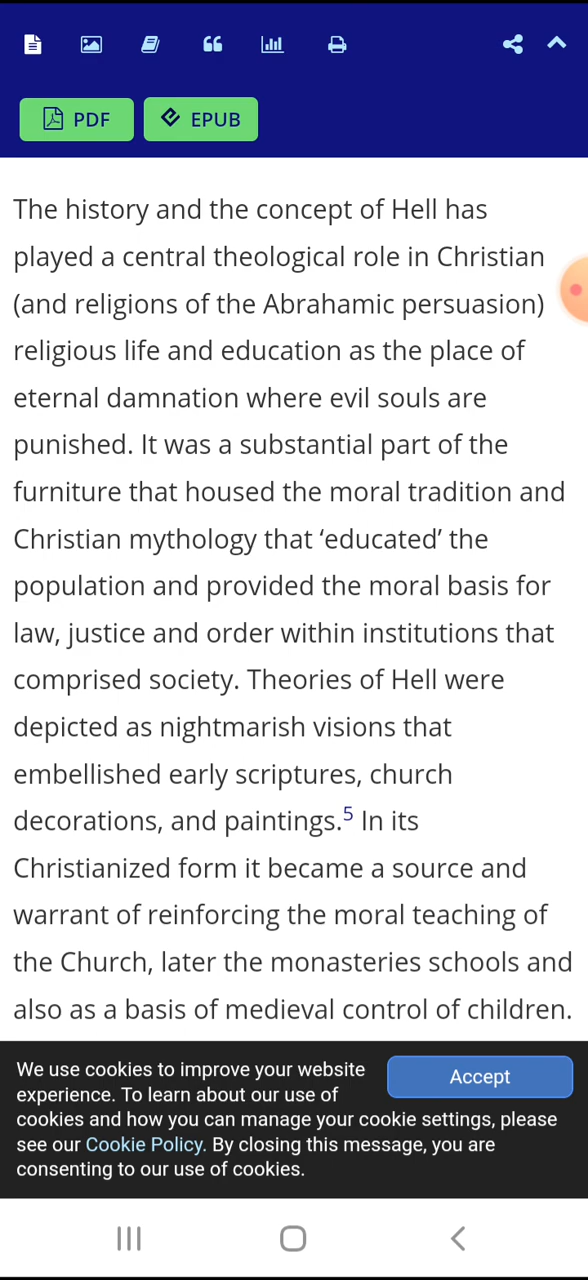 PDF
EPUB
The history and the concept of Hell has
played a central theological role in Christian
(and religions of the Abrahamic persuasion)
religious life and education as the place of
eternal damnation where evil souls are
punished. It was a substantial part of the
furniture that housed the moral tradition and
Christian mythology that ‘educated’ the
population and provided the moral basis for
law, justice and order within institutions that
comprised society. Theories of Hell were
depicted as nightmarish visions that
embellished early scriptures, church
decorations, and paintings.5 In its
Christianized form it became a source and
warrant of reinforcing the moral teaching of
the Church, later the monasteries schools and
also as a basis of medieval control of children.
We use cookies to improve your website
experience. To learn about our use of
cookies and how you can manage your cookie settings, please
see our Cookie Policy. By closing this message, you are
consenting to our use of cookies.
Accept